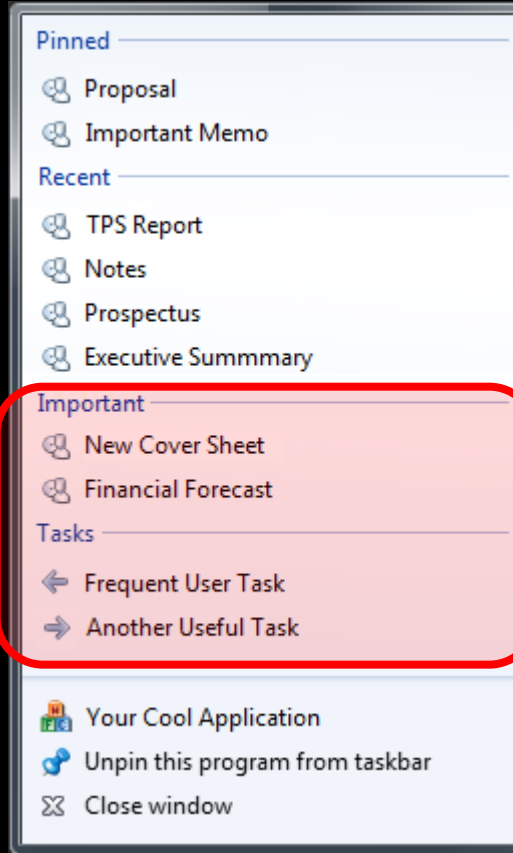 Pinned
Proposal
Important Memo
Recent
TPS Report
Notes
Prospectus
Executive Summmary
Important
New Cover Sheet
Financial Forecast
Tasks
Frequent User Task
Another Useful Task
Your Cool Application
Unpin this program from taskbar
Close window